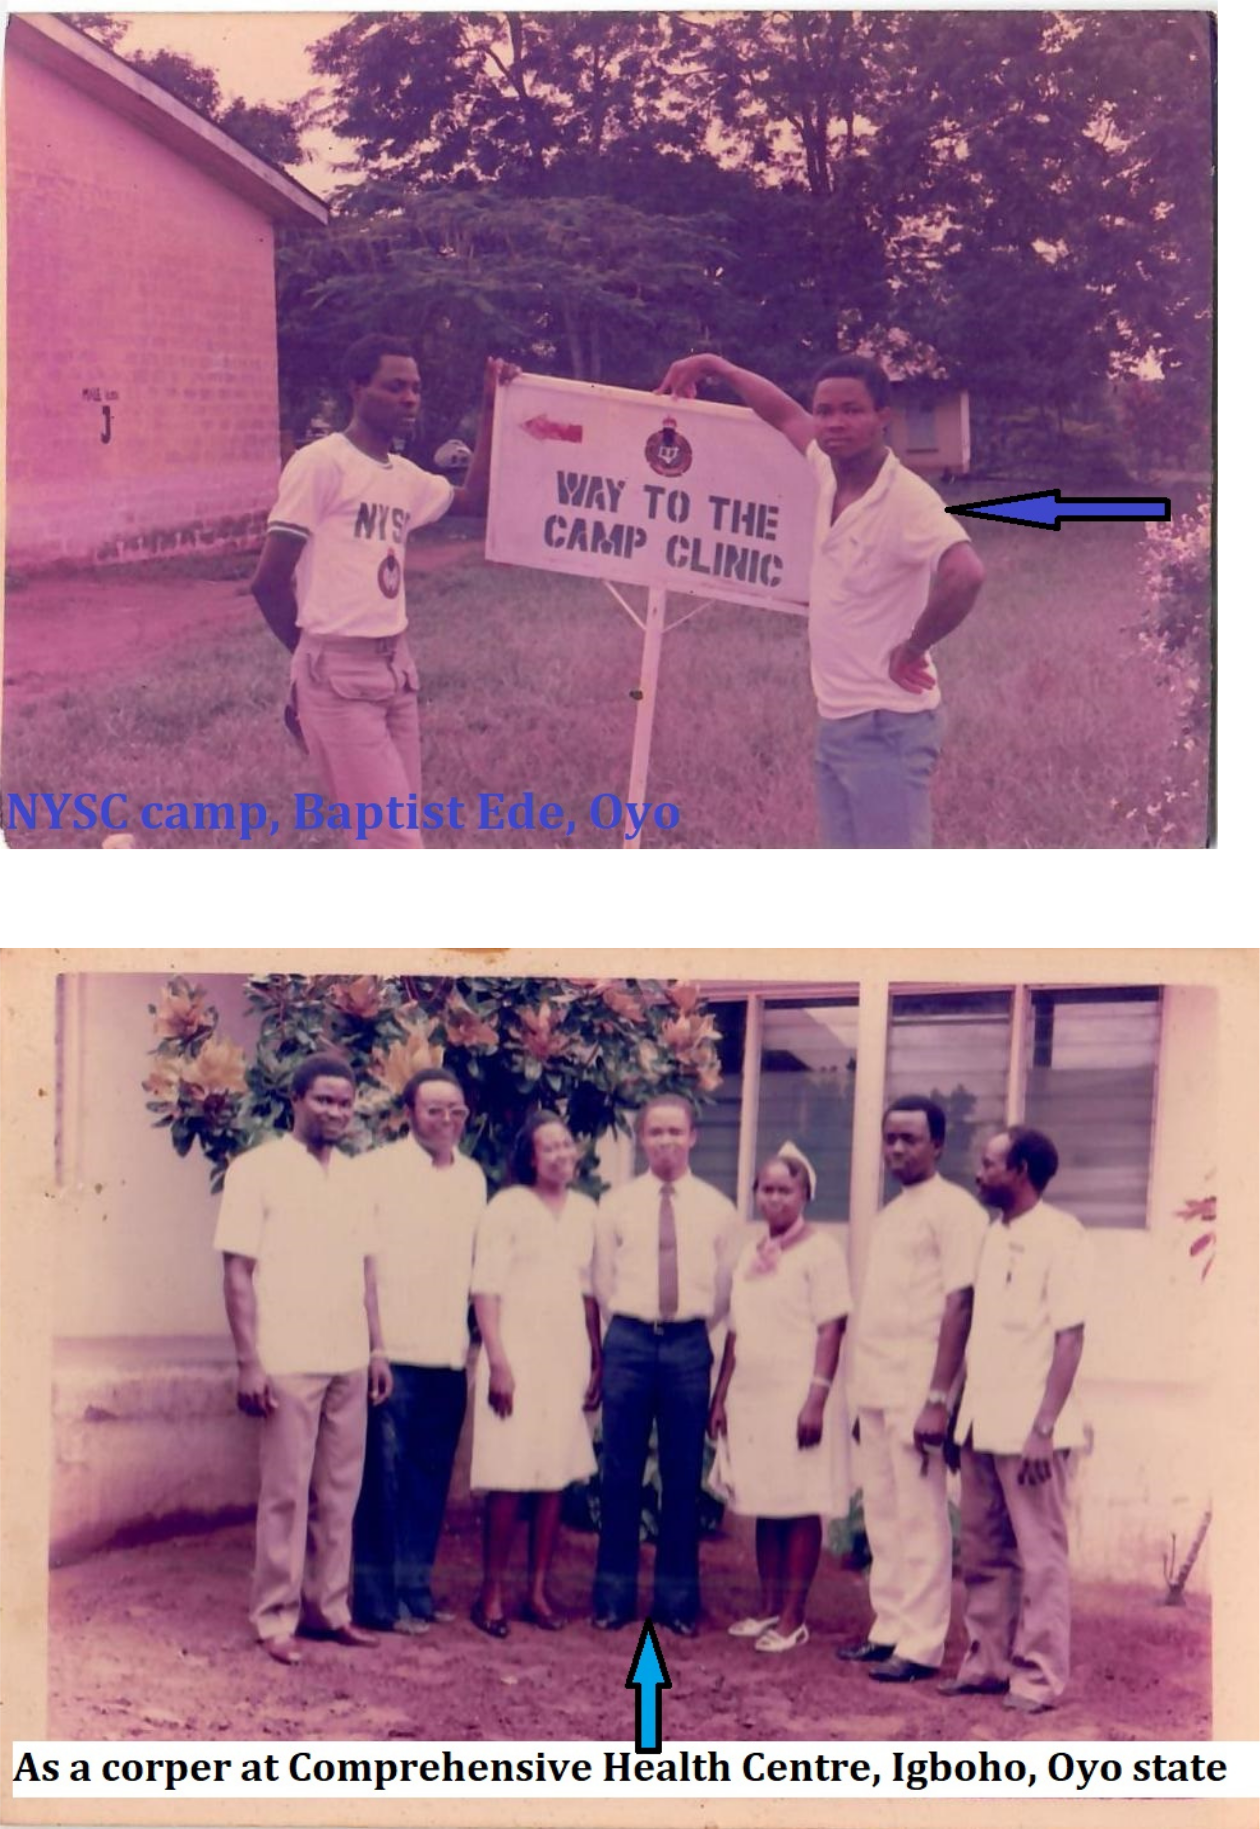 J
NYSC
WAY TO THE
CAMP CLINIC
NYSC camp, Baptist Ede, Oyo
As a corper at Comprehensive Health Centre, Igboho, Oyo state